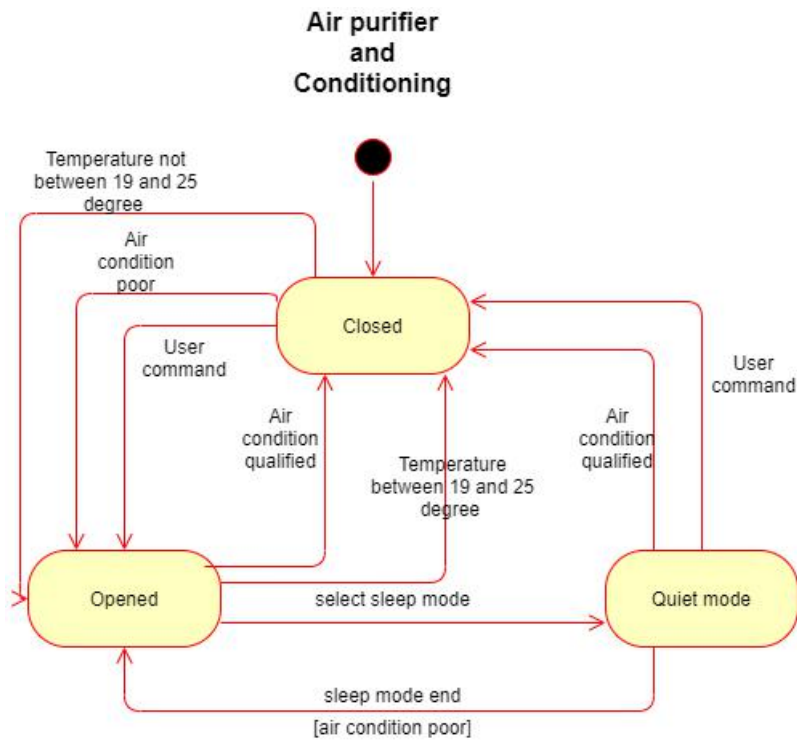 Air purifier
and
Conditioning
Temperature not
between 19 and 25
degree
Air
condition
poor
Closed
User
command
User
command
Air
condition
qualified
Air
condition
qualified
Temperature
between 19 and 25
degree
Opened
select sleep mode
Quiet mode
sleep mode end
[air condition poor]